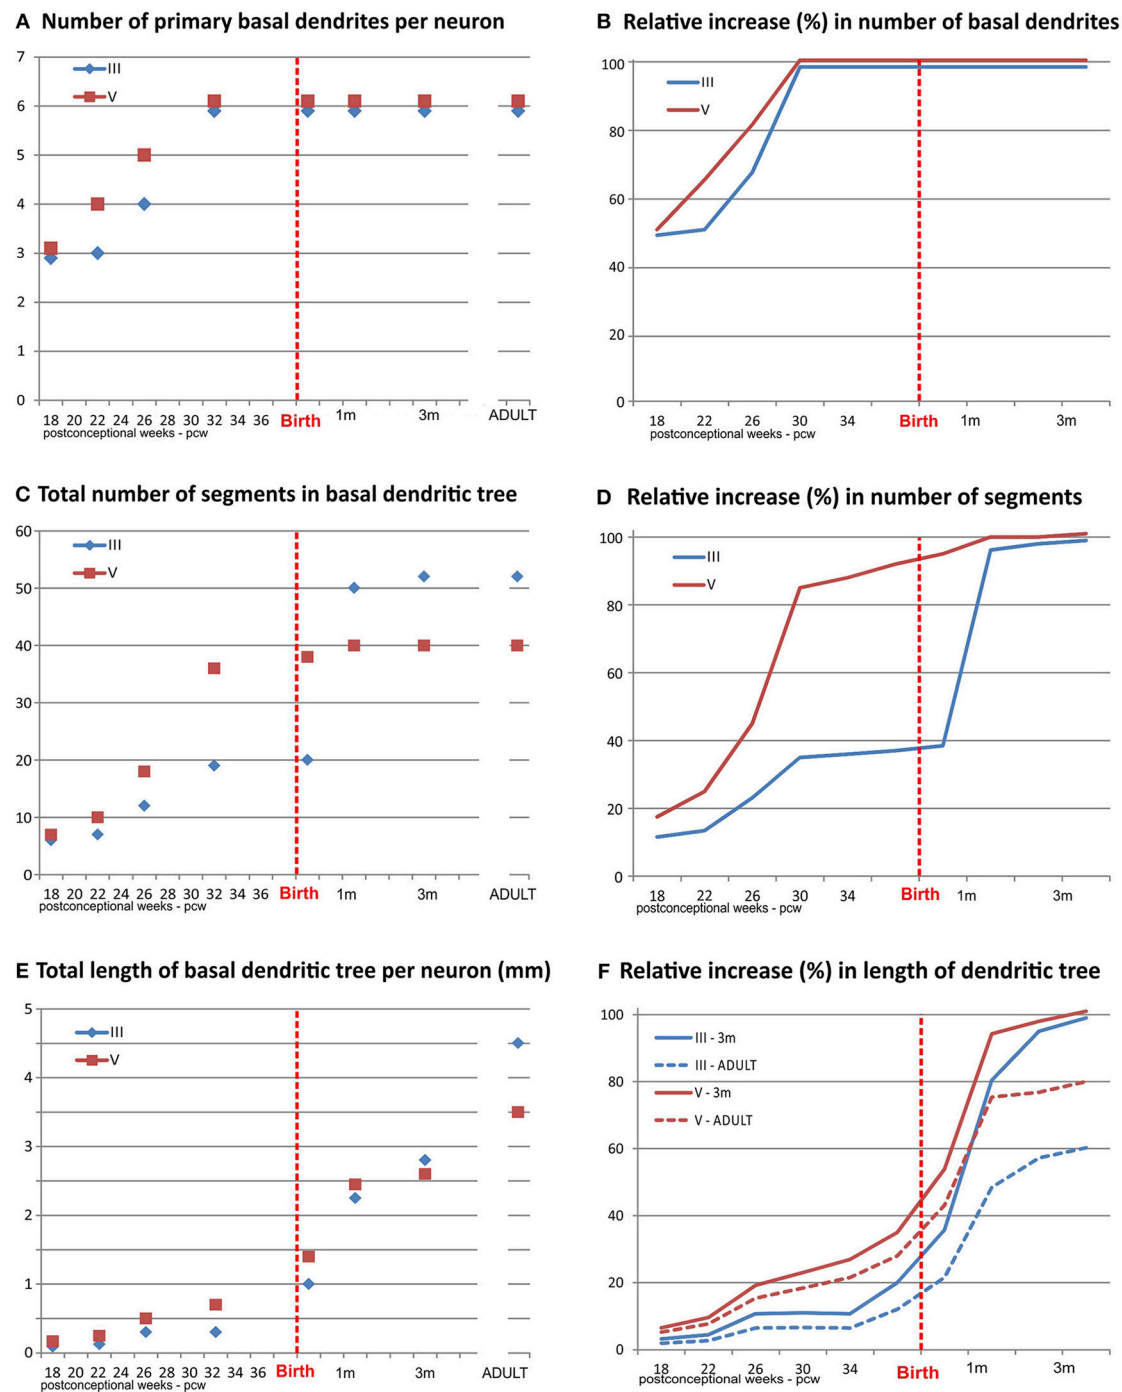 A Number of primary basal dendrites per neuron
7
6
5
4
3
2
1
0
III
V
18 20 22 24 26 28 30 32 34 36 Birth 1m 3m ADULT
postconceptional weeks - pcw
B Relative increase (%) in number of basal dendrites
100
80
60
40
20
0
III
V
18 22 26 30 34 Birth 1m 3m
postconceptional weeks - pcw
C Total number of segments in basal dendritic tree
60
50
40
30
20
10
0
III
V
18 20 22 24 26 28 30 32 34 36 Birth 1m 3m ADULT
postconceptional weeks - pcw
D Relative increase (%) in number of segments
100
80
60
40
20
0
III
V
18 22 26 30 34 Birth 1m 3m
postconceptional weeks - pcw
E Total length of basal dendritic tree per neuron (mm)
5
4
3
2
1
0
III
V
18 20 22 24 26 28 30 32 34 36 Birth 1m 3m ADULT
postconceptional weeks - pcw
F Relative increase (%) in length of dendritic tree
100
80
60
40
20
0
III - 3m
III - ADULT
V - 3m
V - ADULT
18 22 26 30 34 Birth 1m 3m
postconceptional weeks - pcw